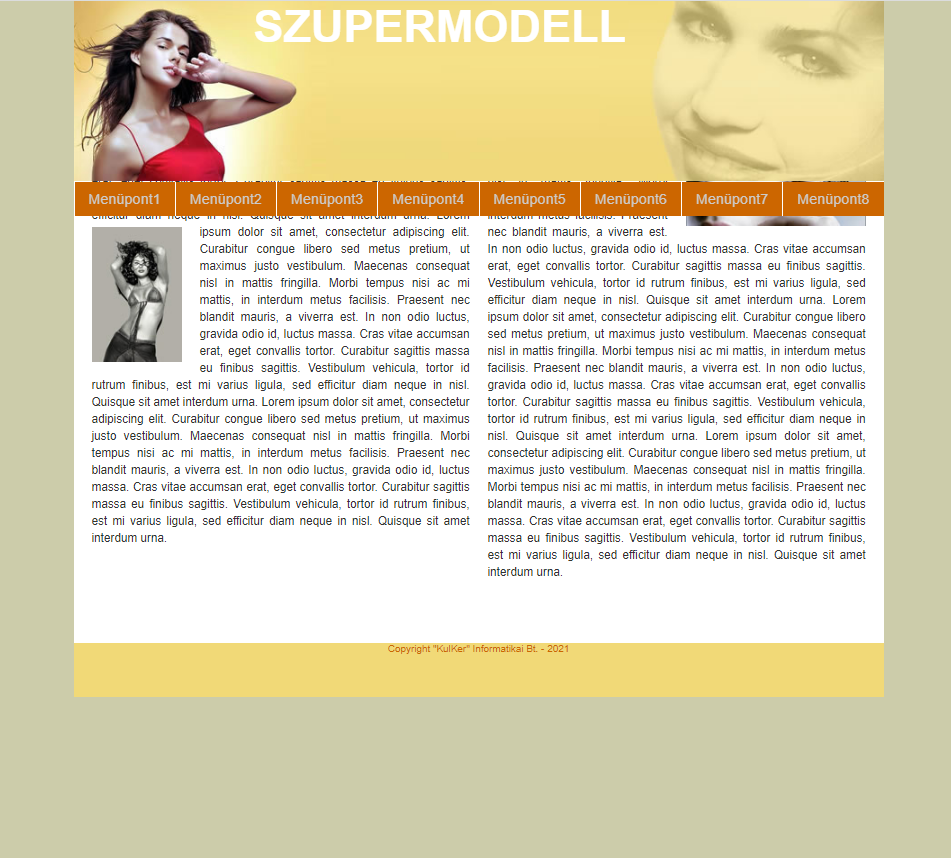 SZUPERMODELL
Menüpont1 Menüpont2 Menüpont3 Menüpont4 Menüpont5 Menüpont6 Menüpont7 Menüpont8
efficitur diam neque in nisl. Quisque sit amet interdum urna. Lorem
ipsum dolor sit amet, consectetur adipiscing elit.
Curabitur congue libero sed metus pretium, ut
maximus justo vestibulum. Maecenas consequat
nisl in mattis fringilla. Morbi tempus nisi ac mi
mattis, in interdum metus facilisis. Praesent nec
blandit mauris, a viverra est. In non odio luctus,
gravida odio id, luctus massa. Cras vitae accumsan
erat, eget convallis tortor. Curabitur sagittis massa
eu finibus sagittis. Vestibulum vehicula, tortor id
rutrum finibus, est mi varius ligula, sed efficitur diam neque in nisl.
Quisque sit amet interdum urna. Lorem ipsum dolor sit amet, consectetur
adipiscing elit. Curabitur congue libero sed metus pretium, ut maximus
justo vestibulum. Maecenas consequat nisl in mattis fringilla. Morbi
tempus nisi ac mi mattis, in interdum metus facilisis. Praesent nec
blandit mauris, a viverra est. In non odio luctus, gravida odio id, luctus
massa. Cras vitae accumsan erat, eget convallis tortor. Curabitur sagittis
massa eu finibus sagittis. Vestibulum vehicula, tortor id rutrum finibus,
est mi varius ligula, sed efficitur diam neque in nisl. Quisque sit amet
interdum urna.
interdum metus facilisis. Praesent
nec blandit mauris, a viverra est.
In non odio luctus, gravida odio id, luctus massa. Cras vitae accumsan
erat, eget convallis tortor. Curabitur sagittis massa eu finibus sagittis.
Vestibulum vehicula, tortor id rutrum finibus, est mi varius ligula, sed
efficitur diam neque in nisl. Quisque sit amet interdum urna. Lorem
ipsum dolor sit amet, consectetur adipiscing elit. Curabitur congue libero
sed metus pretium, ut maximus justo vestibulum. Maecenas consequat
nisl in mattis fringilla. Morbi tempus nisi ac mi mattis, in interdum metus
facilisis. Praesent nec blandit mauris, a viverra est. In non odio luctus,
gravida odio id, luctus massa. Cras vitae accumsan erat, eget convallis
tortor. Curabitur sagittis massa eu finibus sagittis. Vestibulum vehicula,
tortor id rutrum finibus, est mi varius ligula, sed efficitur diam neque in
nisl. Quisque sit amet interdum urna. Lorem ipsum dolor sit amet,
consectetur adipiscing elit. Curabitur congue libero sed metus pretium, ut
maximus justo vestibulum. Maecenas consequat nisl in mattis fringilla.
Morbi tempus nisi ac mi mattis, in interdum metus facilisis. Praesent nec
blandit mauris, a viverra est. In non odio luctus, gravida odio id, luctus
massa. Cras vitae accumsan erat, eget convallis tortor. Curabitur sagittis
massa eu finibus sagittis. Vestibulum vehicula, tortor id rutrum finibus,
est mi varius ligula, sed efficitur diam neque in nisl. Quisque sit amet
interdum urna.
Copyright "KulKer" Informatikai Bt. - 2021